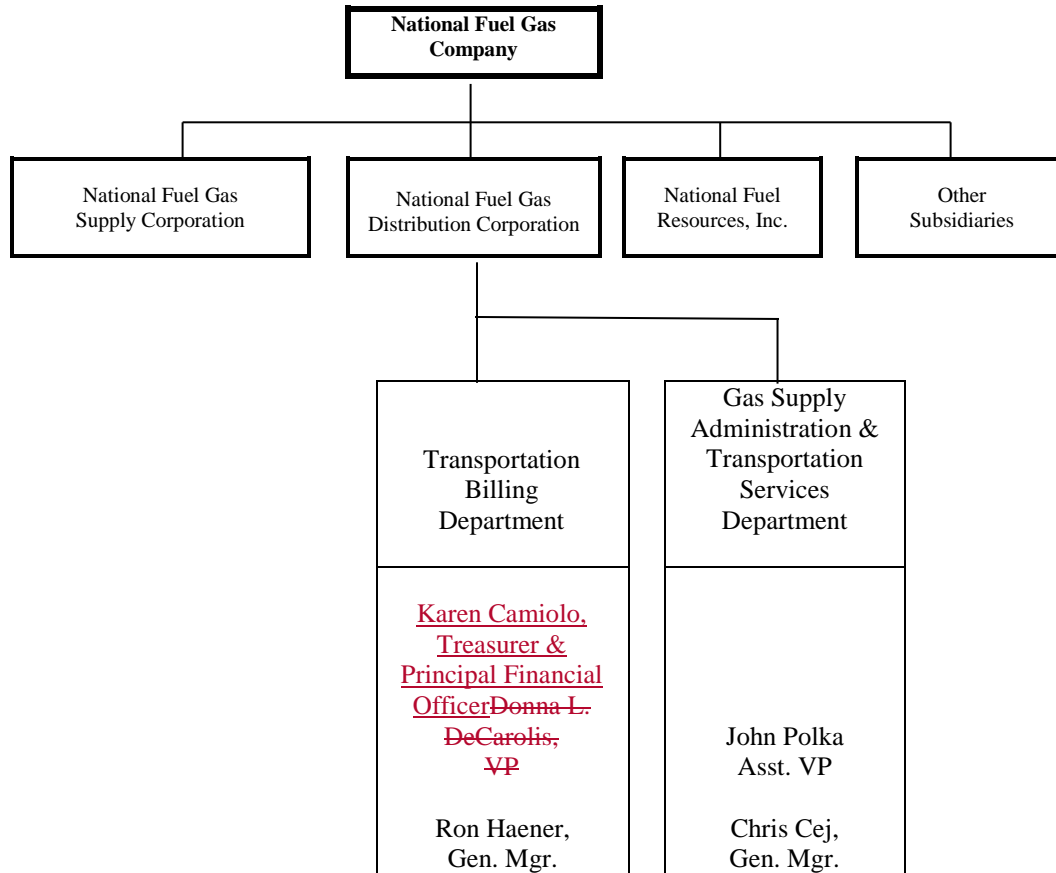 National Fuel Gas
Company
National Fuel Gas
Supply Corporation
National Fuel Gas
Distribution Corporation
National Fuel
Resources, Inc.
Other
Subsidiaries
Transportation
Billing
Department
Gas Supply
Administration &
Transportation
Services
Department
Karen Camiolo,
Treasurer &
Principal Financial
OfficerDonna L.
DeCarolis,
VP
Ron Haener,
Gen. Mgr.
John Polka
Asst. VP
Chris Cej,
Gen. Mgr.